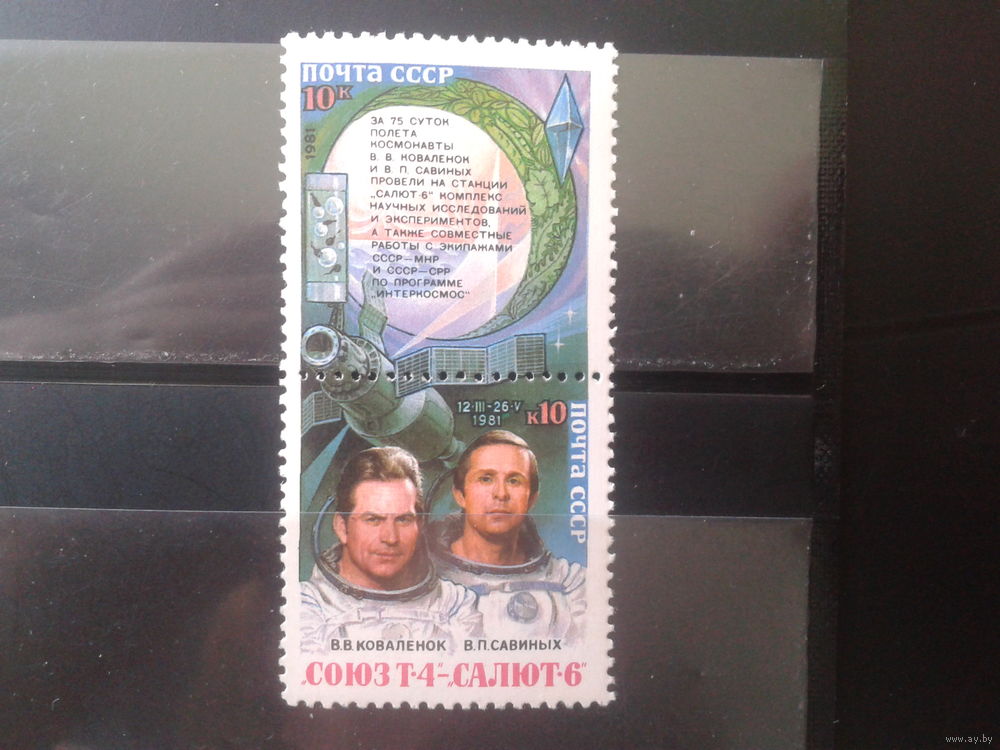 ПОЧТА СССР
10К
1981
ЗА 75 СУТОК
ПОЛЕТА
КОСМОНАВТЫ
В. В. КОВАЛЕНОК
И В. П. САВИНЫХ
ПРОВЕЛИ НА СТАНЦИИ
„САЛЮТ-6" КОМПЛЕКС
НАУЧНЫХ ИССЛЕДОВАНИЙ
И ЭКСПЕРИМЕНТОВ,
А ТАКЖЕ СОВМЕСТНЫЕ
РАБОТЫ С ЭКИПАЖАМИ
СССР—МНР
И СССР—СРР
ПО ПРОГРАММЕ
„ИНТЕРКОСМОС"
12·III-26·V
1981
К10
ПОЧТА СССР
В.В.КОВАЛЕНОК В.П.САВИНЫХ
„СОЮЗ Т·4"–„САЛЮТ·6"
www.ay.by